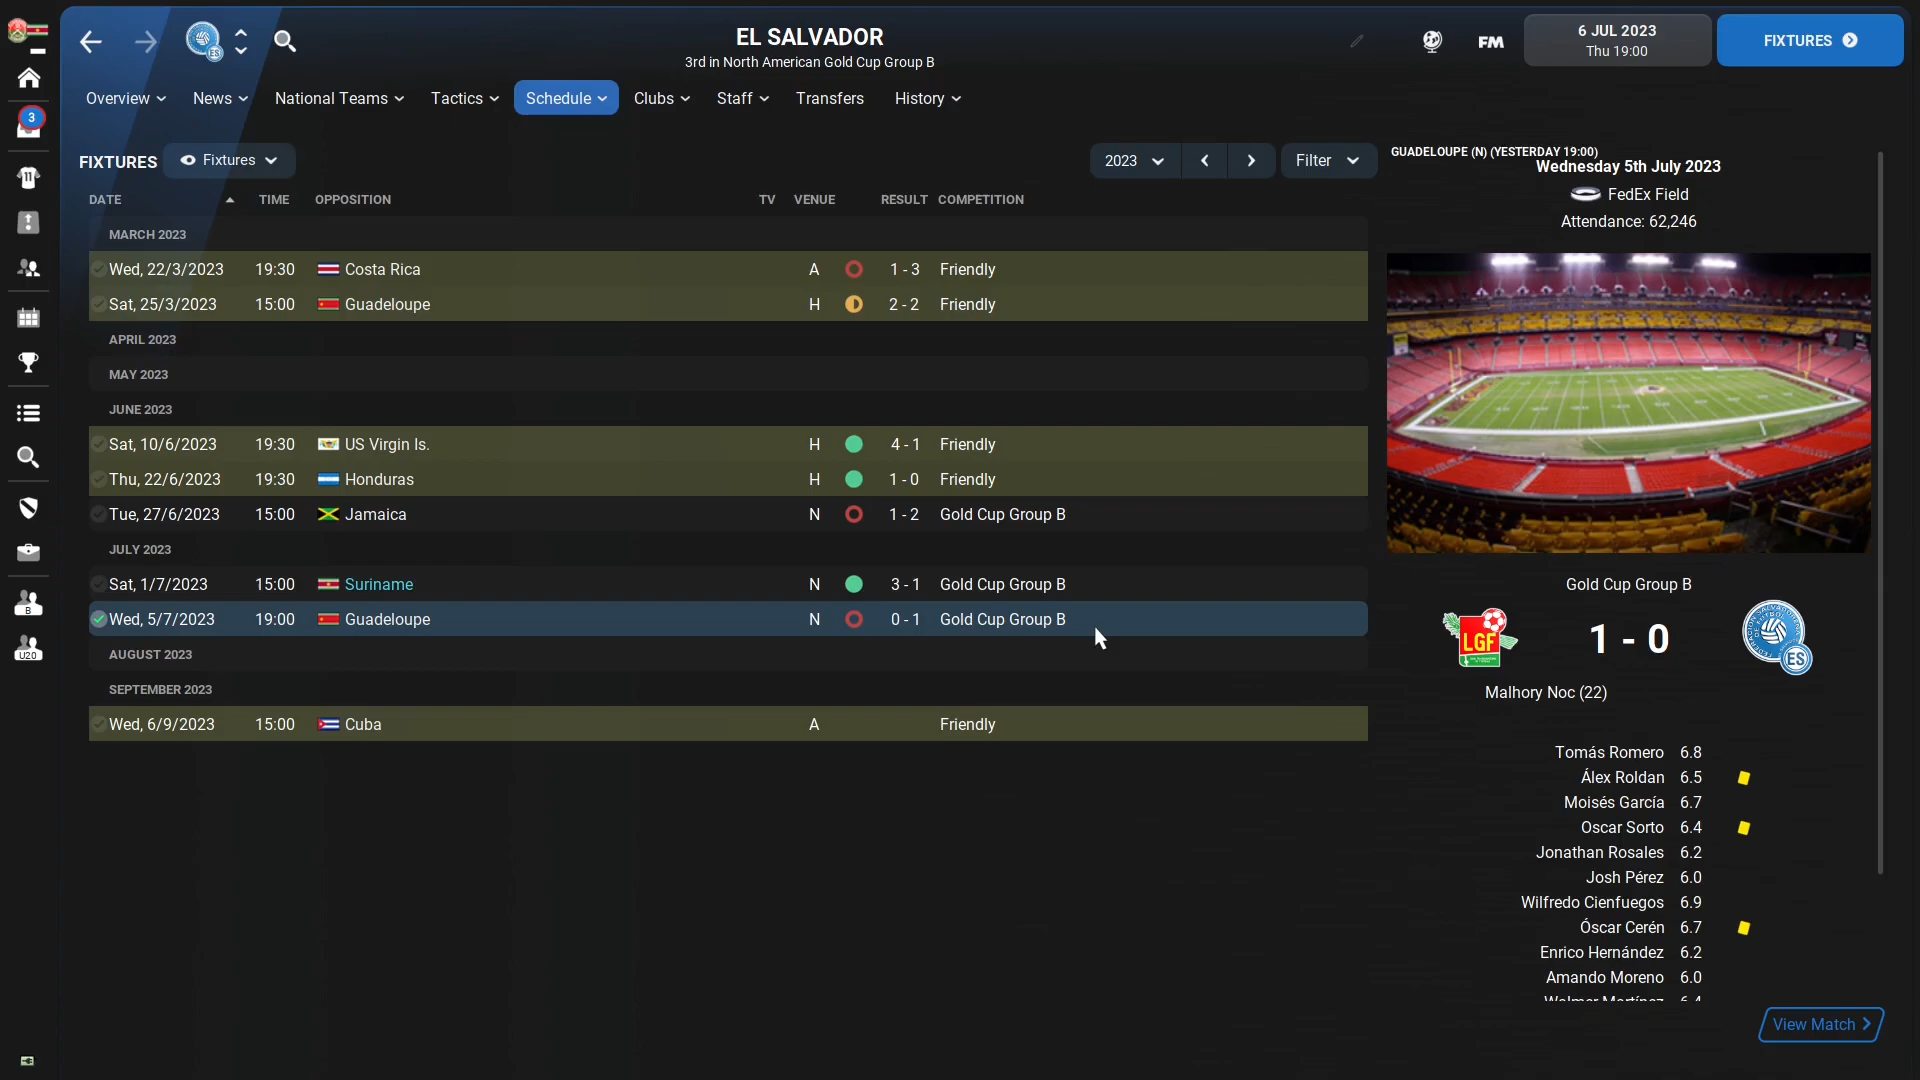 EL SALVADOR
3rd in North American Gold Cup Group B
FM
6 JUL 2023
Thu 19:00
FIXTURES
3
Overview
News
National Teams
Tactics
Schedule
Clubs
Staff
Transfers
History
FIXTURES
Fixtures
2023
Filter
DATE TIME OPPOSITION TV VENUE RESULT COMPETITION
MARCH 2023
Wed, 22/3/2023 19:30 Costa Rica A 1 - 3 Friendly
Sat, 25/3/2023 15:00 Guadeloupe H 2 - 2 Friendly
APRIL 2023
MAY 2023
JUNE 2023
Sat, 10/6/2023 19:30 US Virgin Is. H 4 - 1 Friendly
Thu, 22/6/2023 19:30 Honduras H 1 - 0 Friendly
Tue, 27/6/2023 15:00 Jamaica N 1 - 2 Gold Cup Group B
JULY 2023
Sat, 1/7/2023 15:00 Suriname N 3 - 1 Gold Cup Group B
Wed, 5/7/2023 19:00 Guadeloupe N 0 - 1 Gold Cup Group B
AUGUST 2023
SEPTEMBER 2023
Wed, 6/9/2023 15:00 Cuba A Friendly
GUADELOUPE (N) (YESTERDAY 19:00)
Wednesday 5th July 2023
FedEx Field
Attendance: 62,246
Gold Cup Group B
LGF
1 - 0
ES
Malhory Noc (22)
Tomás Romero 6.8
Álex Roldan 6.5
Moisés García 6.7
Oscar Sorto 6.4
Jonathan Rosales 6.2
Josh Pérez 6.0
Wilfredo Cienfuegos 6.9
Óscar Cerén 6.7
Enrico Hernández 6.2
Amando Moreno 6.0
View Match
11
B
U20